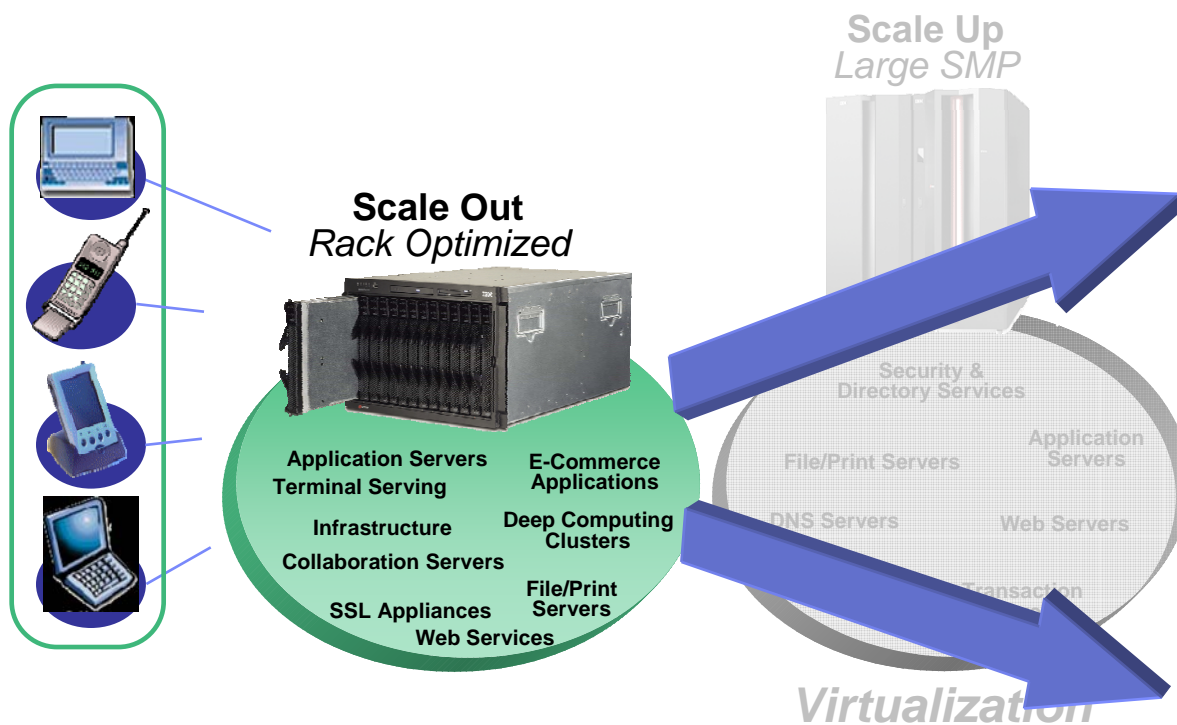 Scale Up
Large SMP
Scale Out
Rack Optimized
Application Servers
Terminal Serving
Infrastructure
Collaboration Servers
SSL Appliances
Web Services
E-Commerce
Applications
Deep Computing
Clusters
File/Print
Servers
Security &
Directory Services
File/Print Servers
Application
Servers
DNS Servers
Web Servers
Transaction
Virtualization